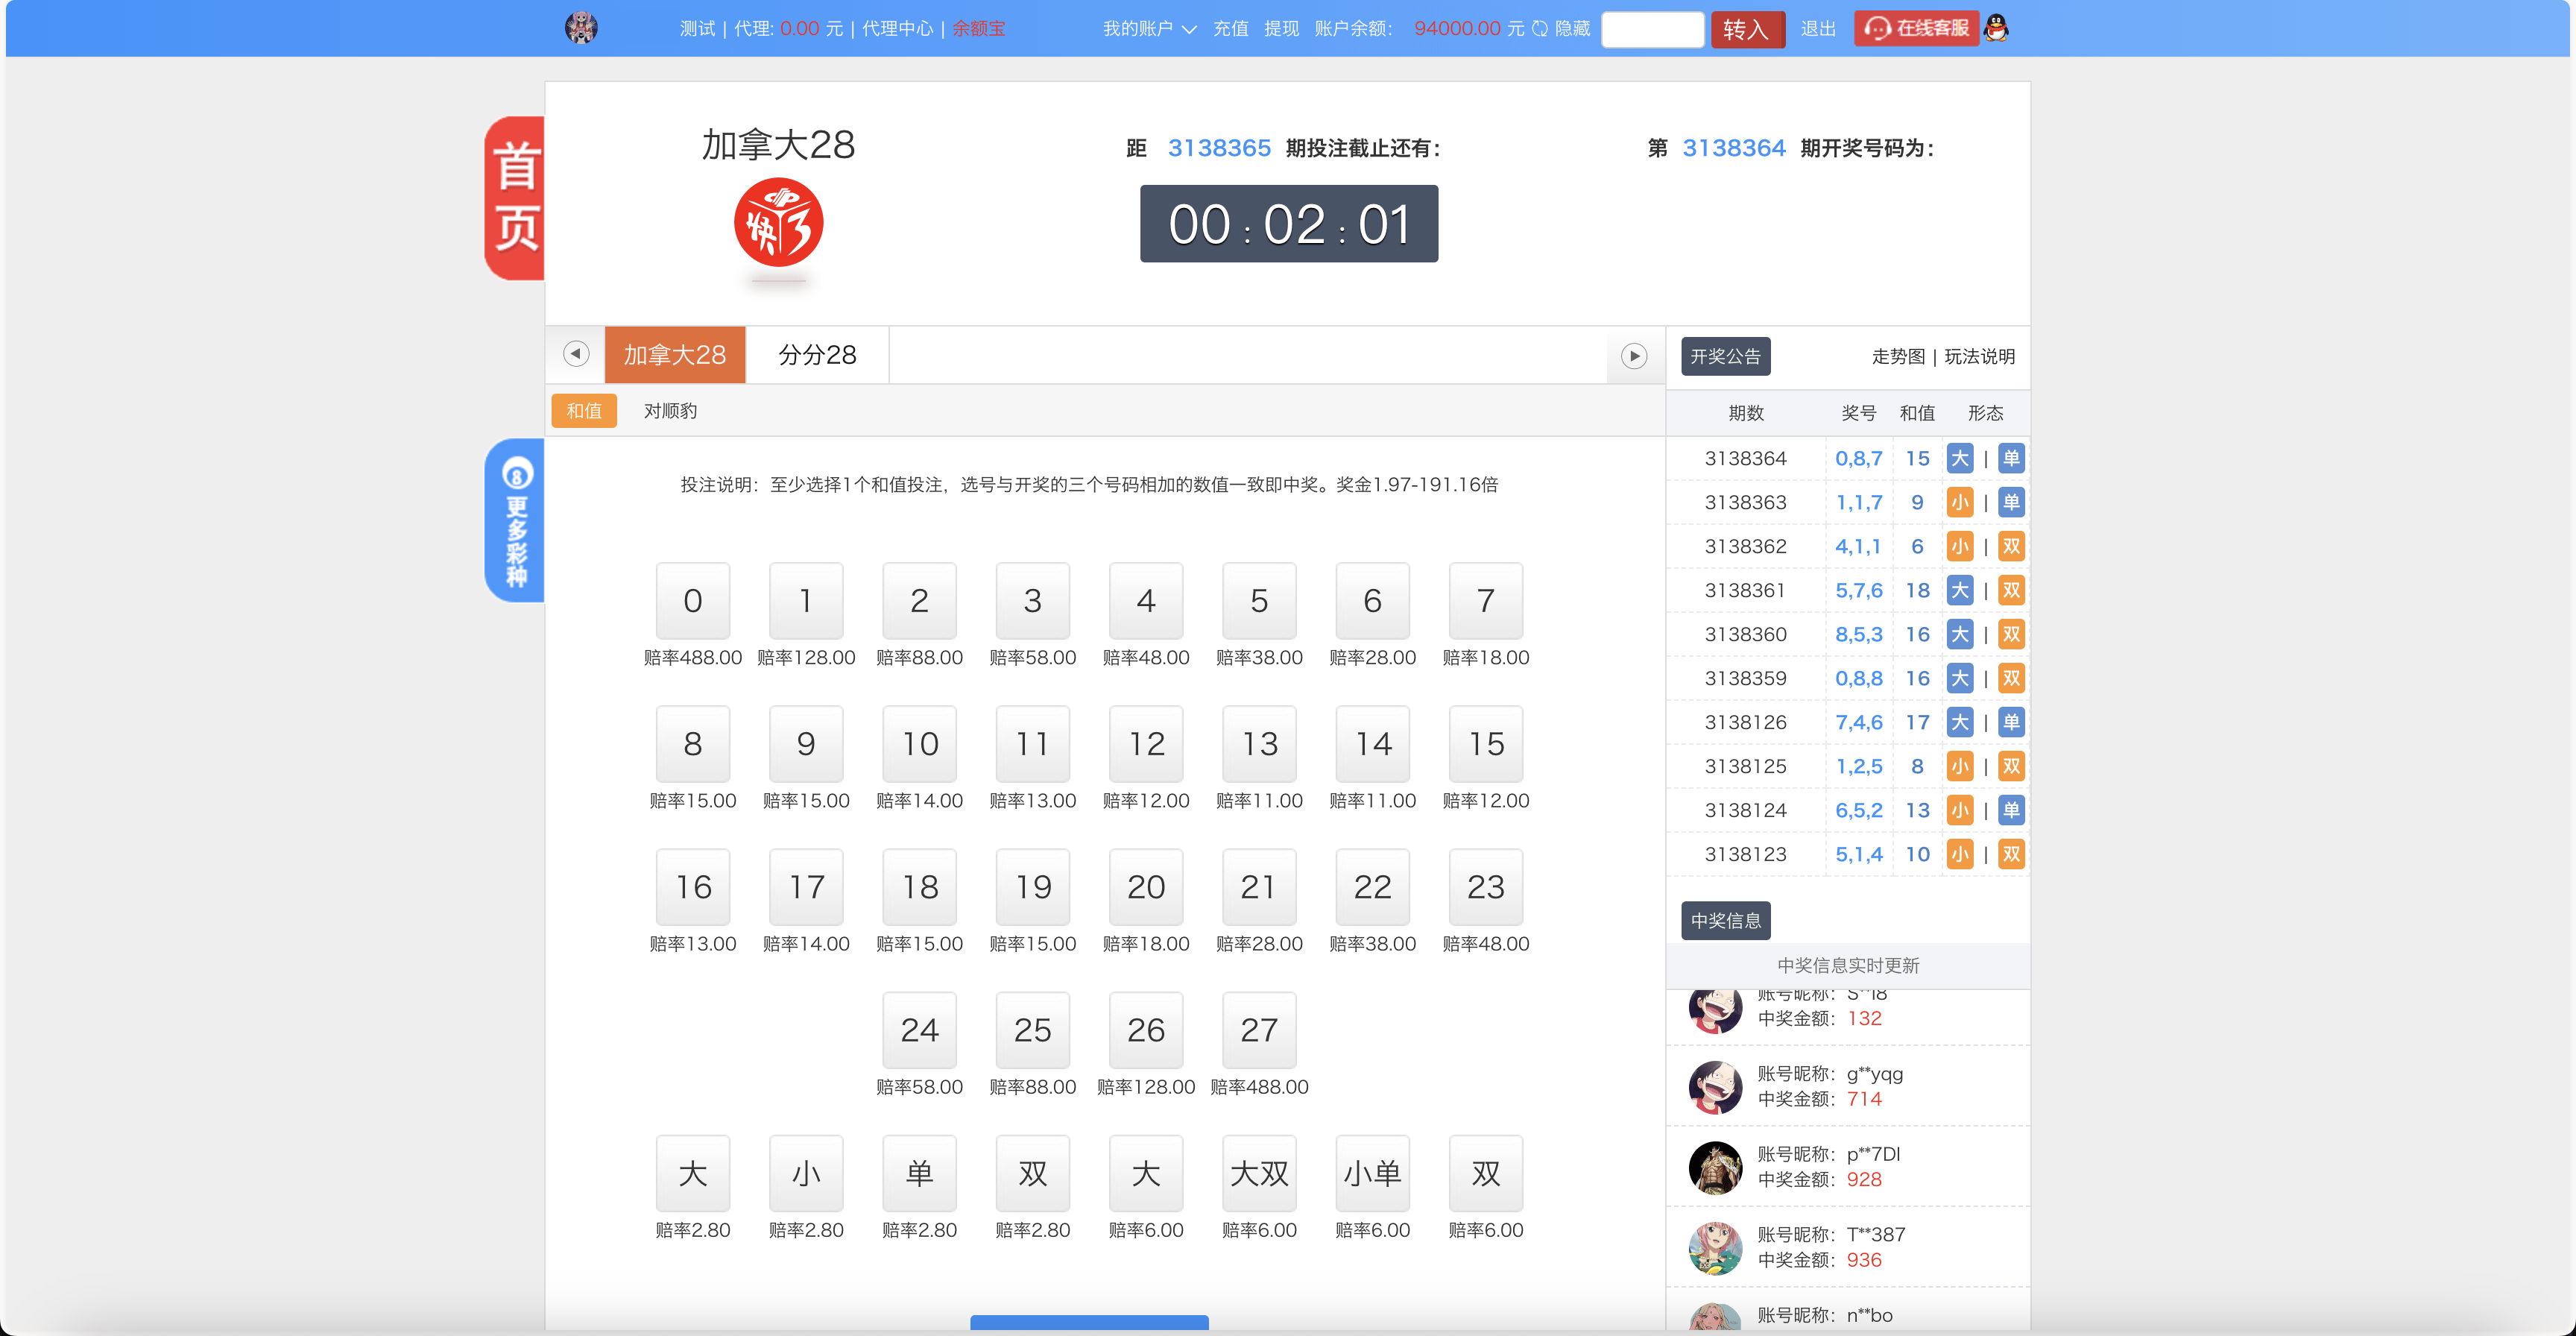 测试 | 代理: 0.00 元 | 代理中心 | 余额宝 我的账户 充值 提现 账户余额： 94000.00 元 隐藏 转入 退出 在线客服
首页
更多彩种
加拿大28
快3
距 3138365 期投注截止还有：
00 : 02 : 01
第 3138364 期开奖号码为：
加拿大28 分分28
和值 对顺豹
投注说明：至少选择1个和值投注，选号与开奖的三个号码相加的数值一致即中奖。奖金1.97-191.16倍
0 1 2 3 4 5 6 7
赔率488.00 赔率128.00 赔率88.00 赔率58.00 赔率48.00 赔率38.00 赔率28.00 赔率18.00
8 9 10 11 12 13 14 15
赔率15.00 赔率15.00 赔率14.00 赔率13.00 赔率12.00 赔率11.00 赔率11.00 赔率12.00
16 17 18 19 20 21 22 23
赔率13.00 赔率14.00 赔率15.00 赔率15.00 赔率18.00 赔率28.00 赔率38.00 赔率48.00
24 25 26 27
赔率58.00 赔率88.00 赔率128.00 赔率488.00
大 小 单 双 大 大双 小单 双
赔率2.80 赔率2.80 赔率2.80 赔率2.80 赔率6.00 赔率6.00 赔率6.00 赔率6.00
开奖公告 走势图 | 玩法说明
期数 奖号 和值 形态
3138364 0,8,7 15 大 | 单
3138363 1,1,7 9 小 | 单
3138362 4,1,1 6 小 | 双
3138361 5,7,6 18 大 | 双
3138360 8,5,3 16 大 | 双
3138359 0,8,8 16 大 | 双
3138126 7,4,6 17 大 | 单
3138125 1,2,5 8 小 | 双
3138124 6,5,2 13 小 | 单
3138123 5,1,4 10 小 | 双
中奖信息
中奖信息实时更新
账号昵称：
中奖金额：132
账号昵称：g**yqg
中奖金额：714
账号昵称：p**7DI
中奖金额：928
账号昵称：T**387
中奖金额：936
账号昵称：n**bo